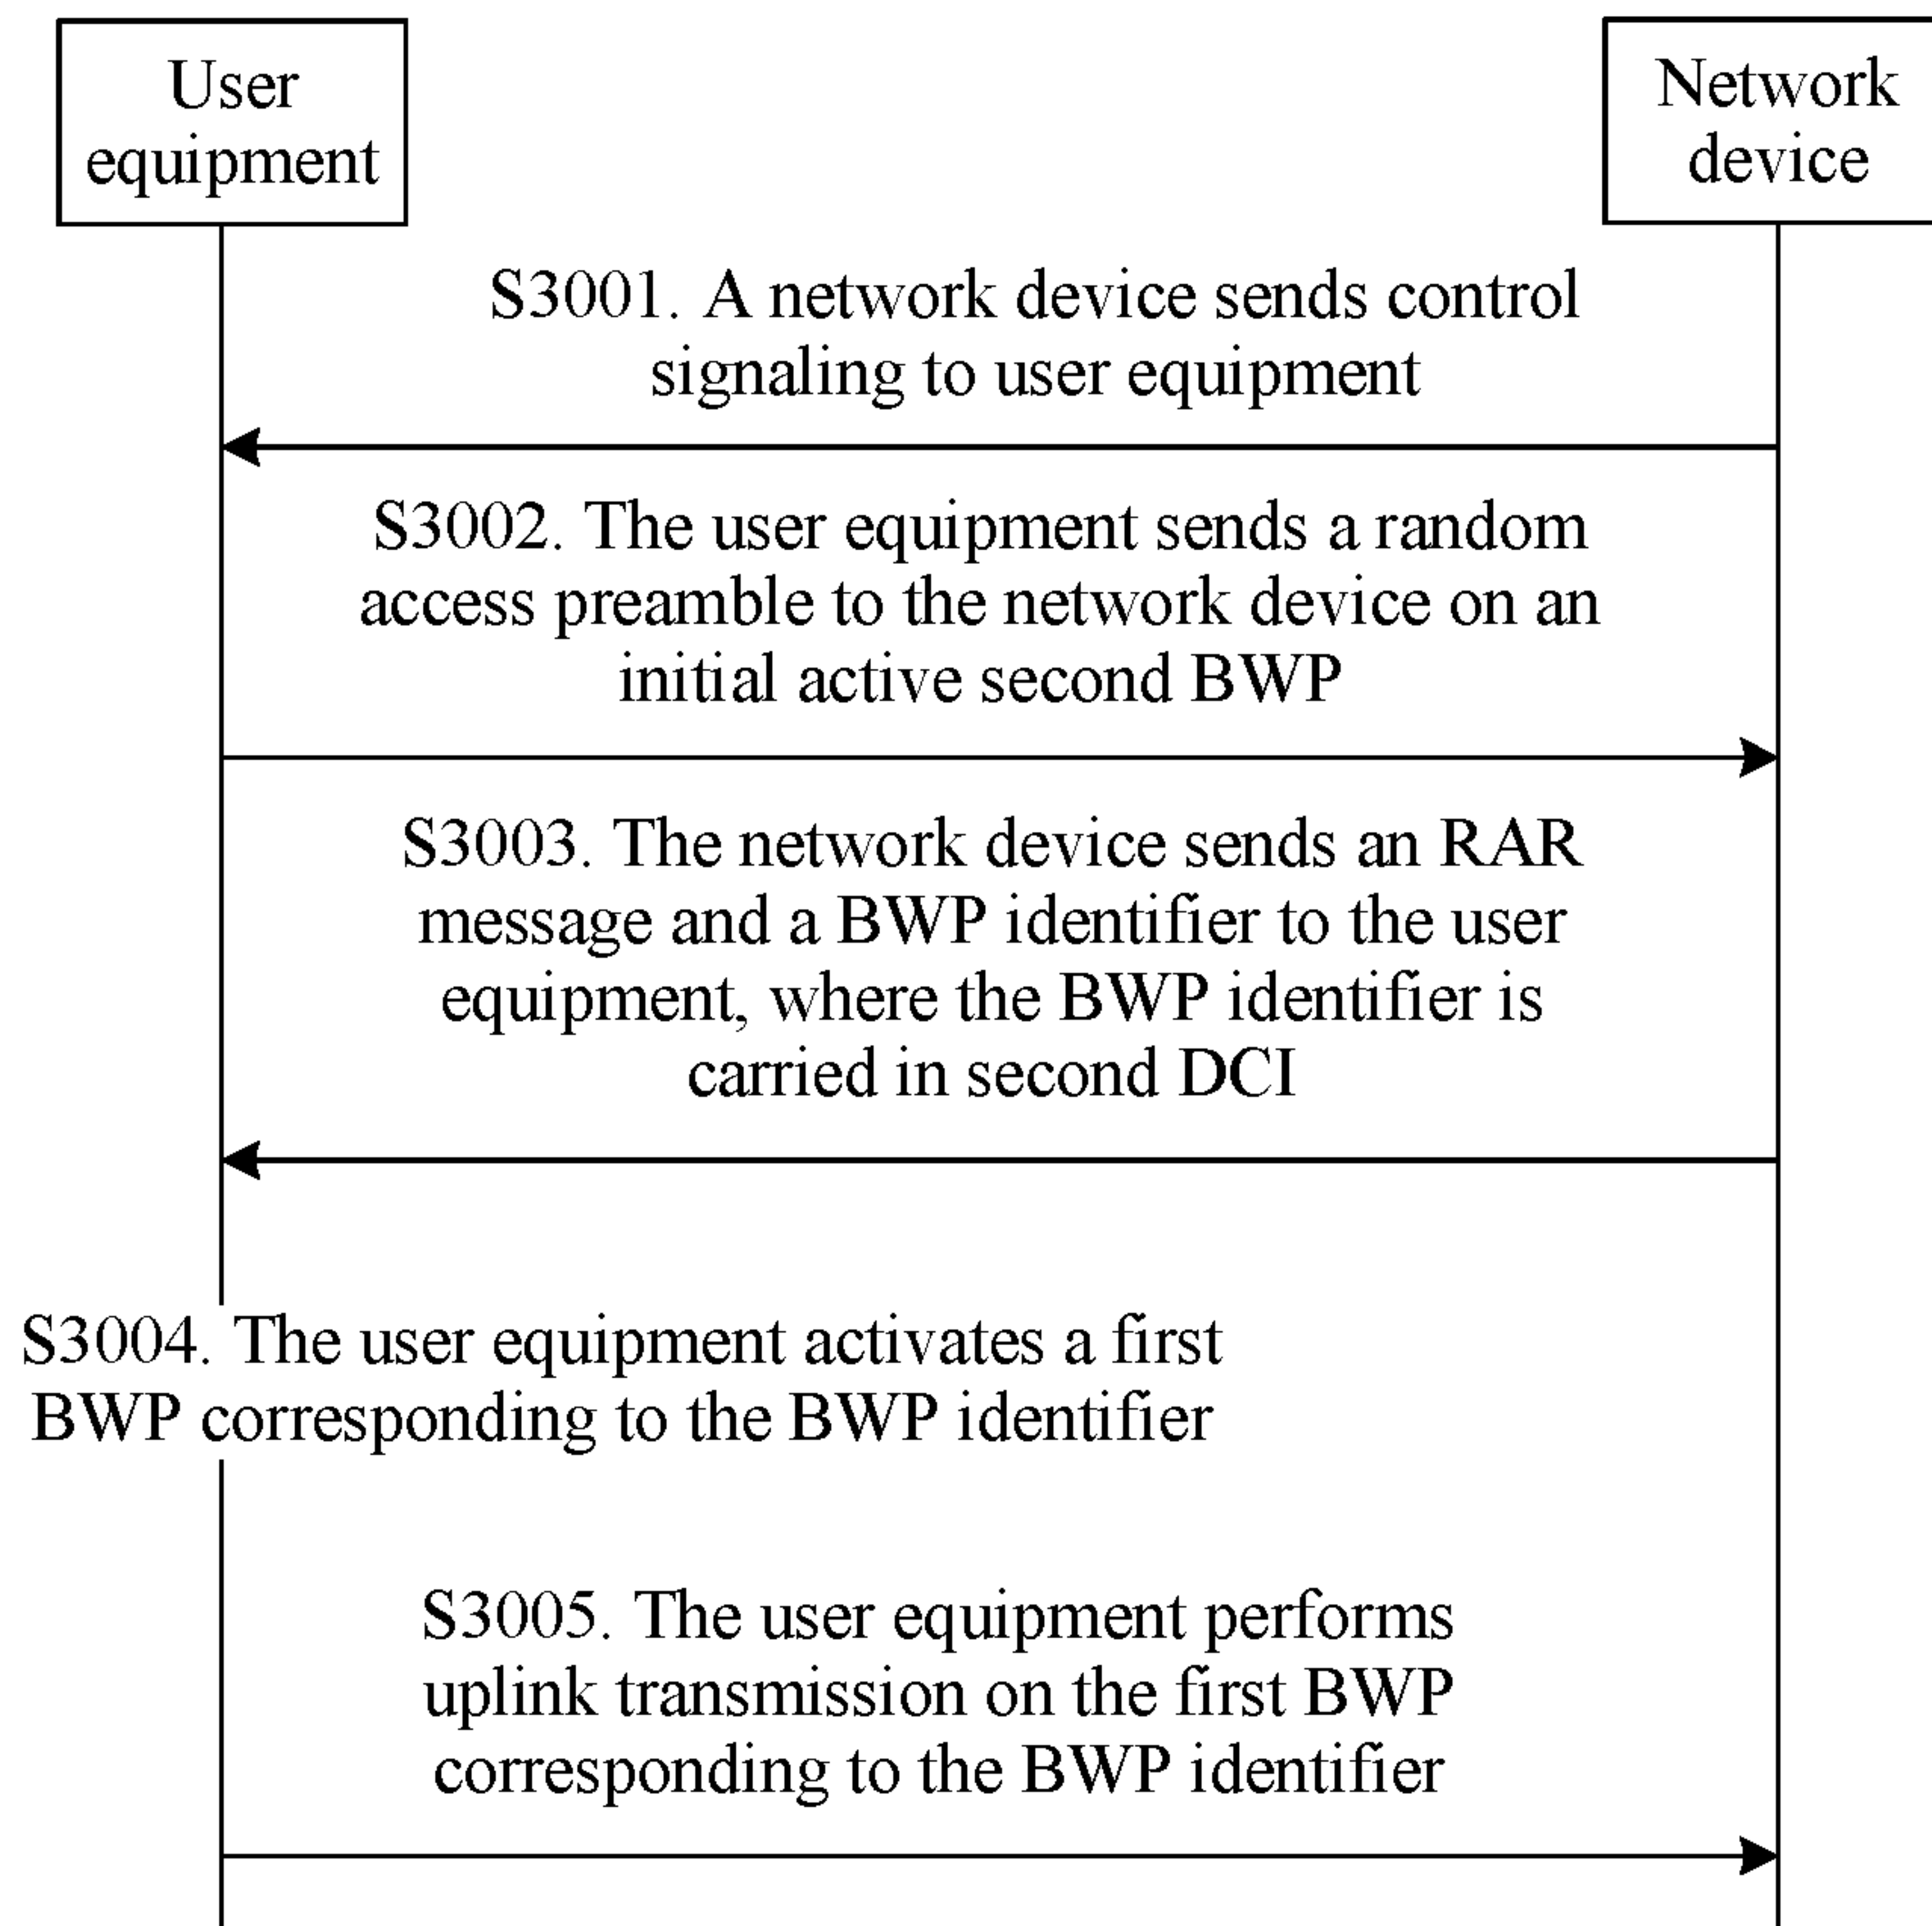 User
equipment
Network
device
S3001. A network device sends control
signaling to user equipment
S3002. The user equipment sends a random
access preamble to the network device on an
initial active second BWP
S3003. The network device sends an RAR
message and a BWP identifier to the user
equipment, where the BWP identifier is
carried in second DCI
S3004. The user equipment activates a first
BWP corresponding to the BWP identifier
S3005. The user equipment performs
uplink transmission on the first BWP
corresponding to the BWP identifier